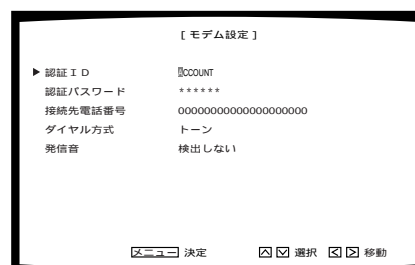 [モデム設定]
▶ 認証ID ACCOUNT
認証パスワード ******
接続先電話番号 00000000000000000000
ダイヤル方式 トーン
発信音 検出しない
メニュー 決定 ∧ ∨ 選択 < > 移動